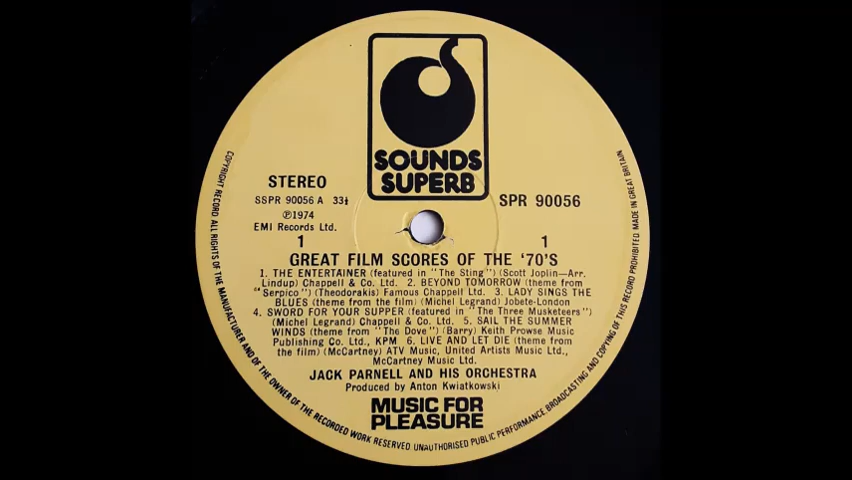 SOUNDS
SUPERB
STEREO
SSPR 90056 A 33⅓
Ⓟ1974
EMI Records Ltd.
SPR 90056
1 1
GREAT FILM SCORES OF THE '70'S
1. THE ENTERTAINER (featured in "The Sting") (Scott Joplin—Arr.
Lindup) Chappell & Co. Ltd. 2. BEYOND TOMORROW (theme from
"Serpico") (Theodorakis) Famous Chappell Ltd. 3. LADY SINGS THE
BLUES (theme from the film) (Michel Legrand) Jobete-London
4. SWORD FOR YOUR SUPPER (featured in "The Three Musketeers")
(Michel Legrand) Chappell & Co. Ltd. 5. SAIL THE SUMMER
WINDS (theme from "The Dove") (Barry) Keith Prowse Music
Publishing Co. Ltd., KPM 6. LIVE AND LET DIE (theme from
the film) (McCartney) ATV Music, United Artists Music Ltd.,
McCartney Music Ltd.
JACK PARNELL AND HIS ORCHESTRA
Produced by Anton Kwiatkowski
MUSIC FOR
PLEASURE
COPYRIGHT RECORD. ALL RIGHTS OF THE MANUFACTURER AND OF THE OWNER OF THE RECORDED WORK RESERVED. UNAUTHORISED PUBLIC PERFORMANCE BROADCASTING AND COPYING OF THIS RECORD PROHIBITED. MADE IN GREAT BRITAIN.